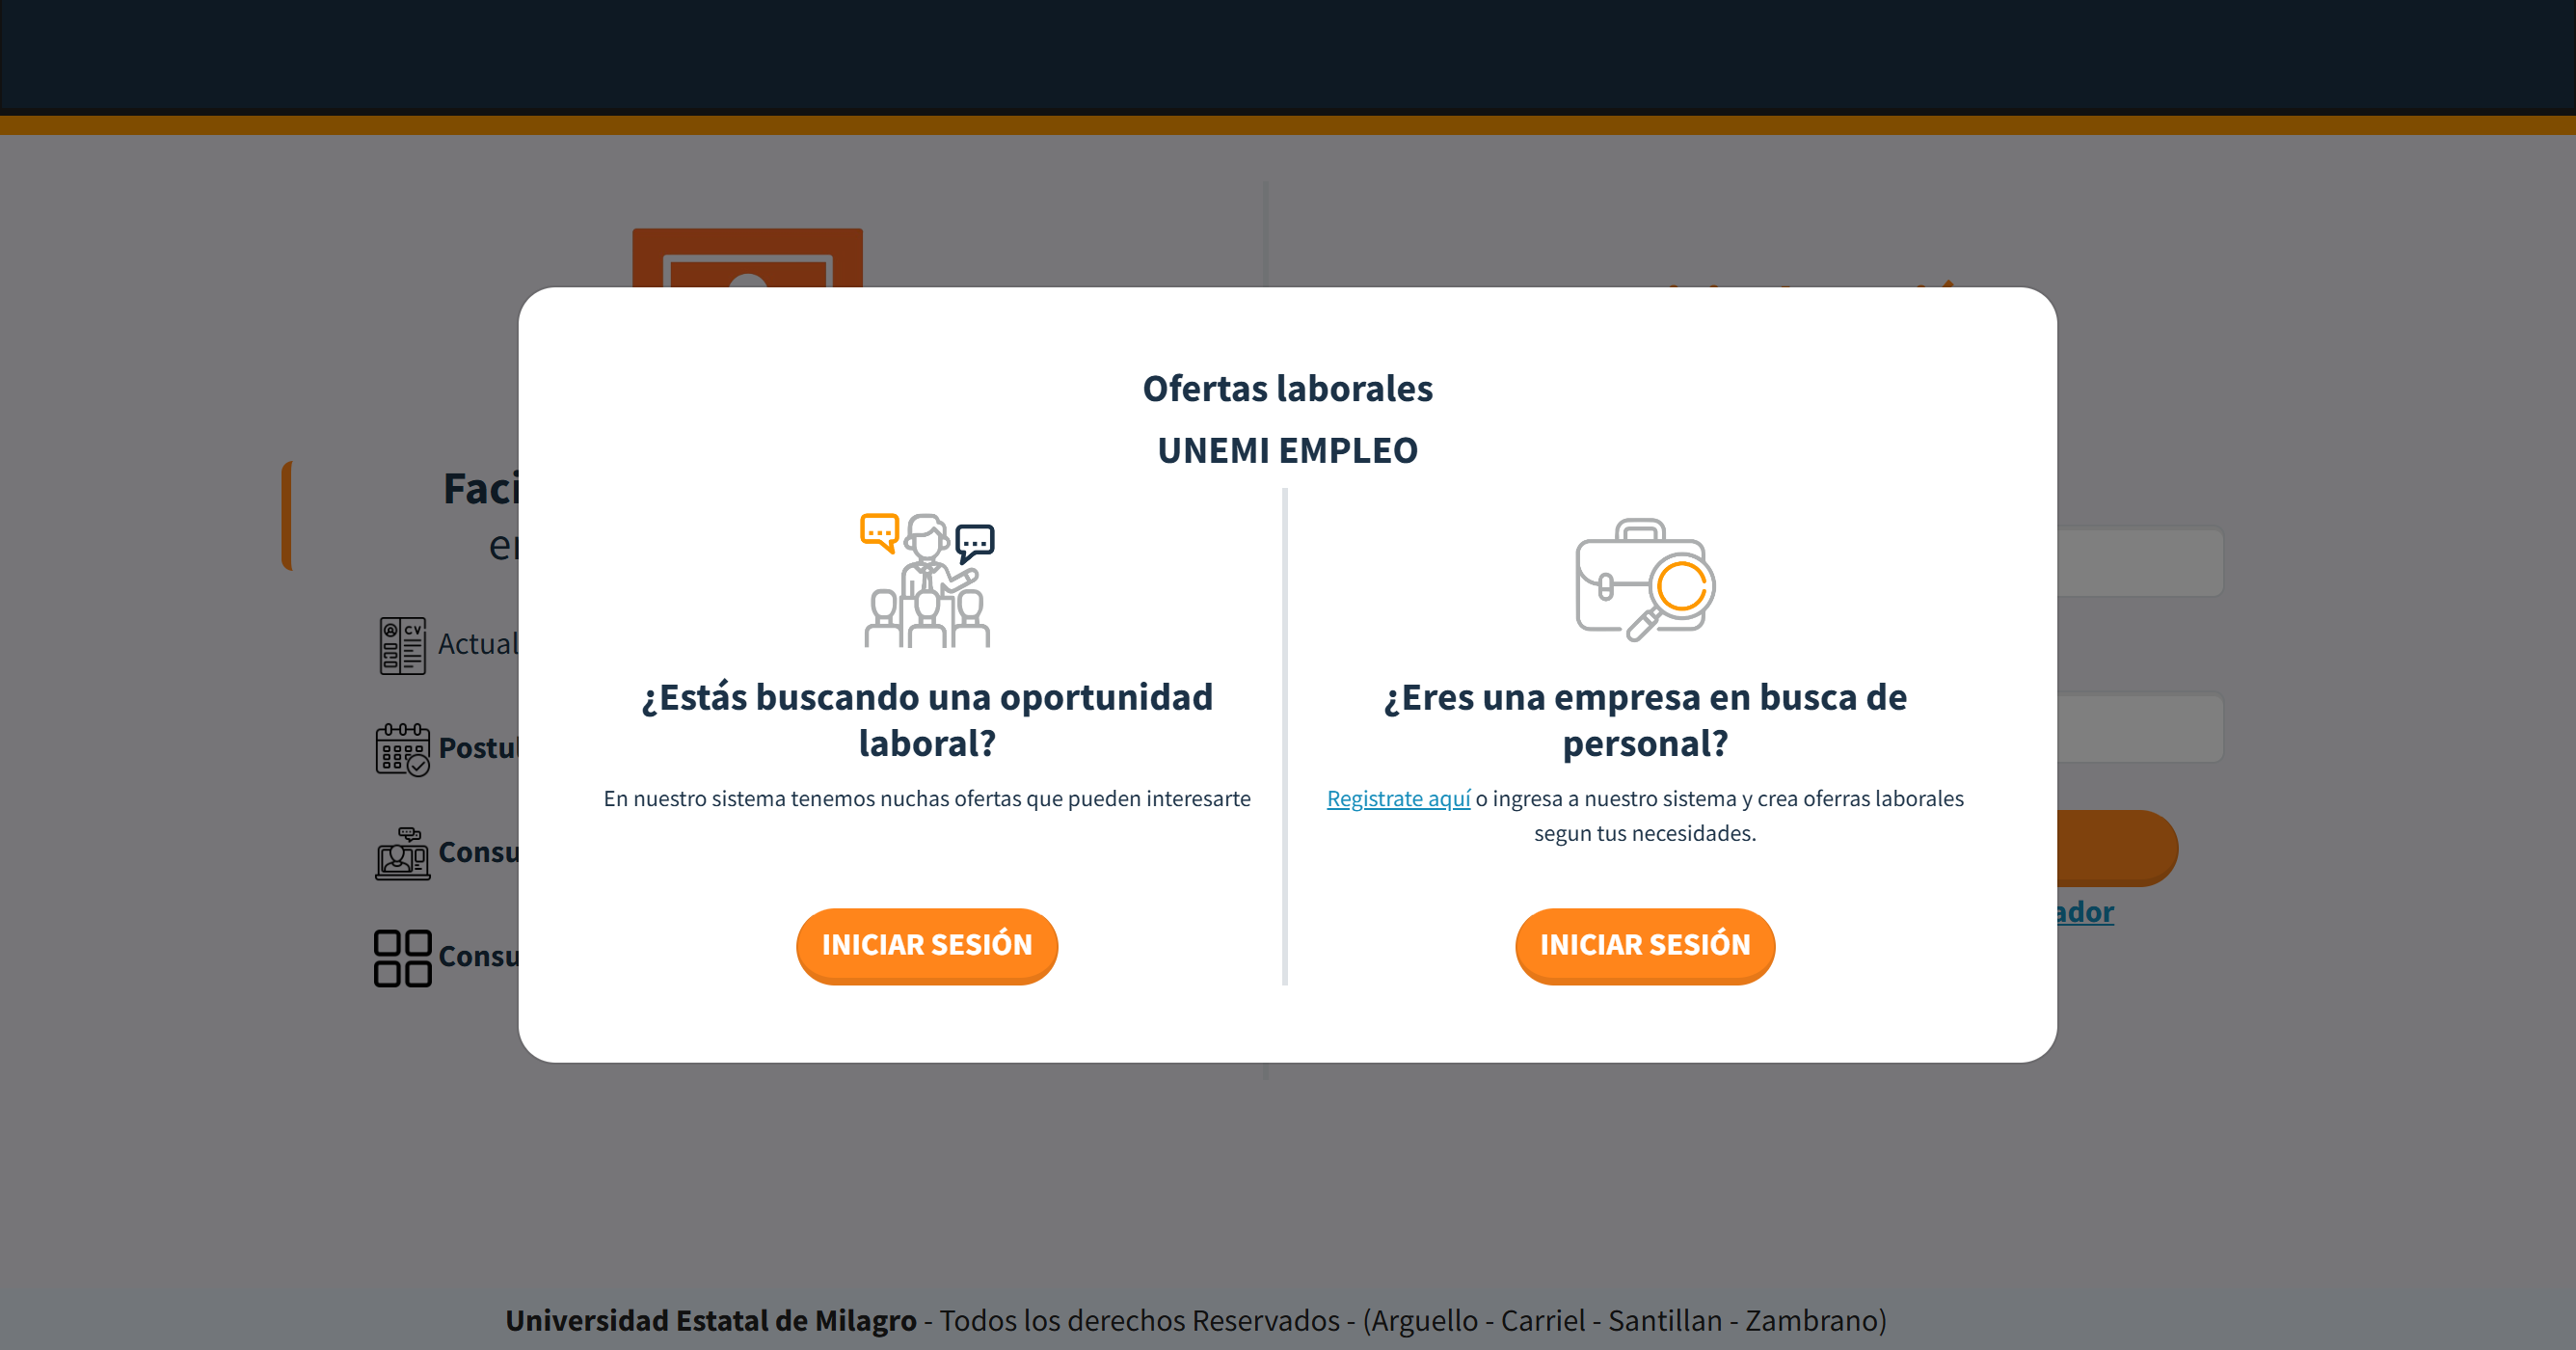 Ofertas laborales
UNEMI EMPLEO
¿Estás buscando una oportunidad
laboral?
En nuestro sistema tenemos nuchas ofertas que pueden interesarte
INICIAR SESIÓN
¿Eres una empresa en busca de
personal?
Registrate aquí o ingresa a nuestro sistema y crea oferras laborales
segun tus necesidades.
INICIAR SESIÓN
Faci
CV
Actual
Postul
Consu
Consu
ador
Universidad Estatal de Milagro - Todos los derechos Reservados - (Arguello - Carriel - Santillan - Zambrano)